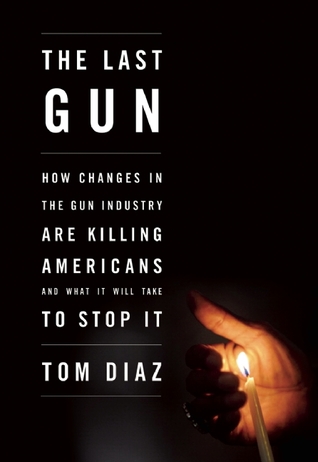 THE LAST
GUN
HOW CHANGES IN
THE GUN INDUSTRY
ARE KILLING
AMERICANS
AND WHAT IT WILL TAKE
TO STOP IT
TOM DIAZ